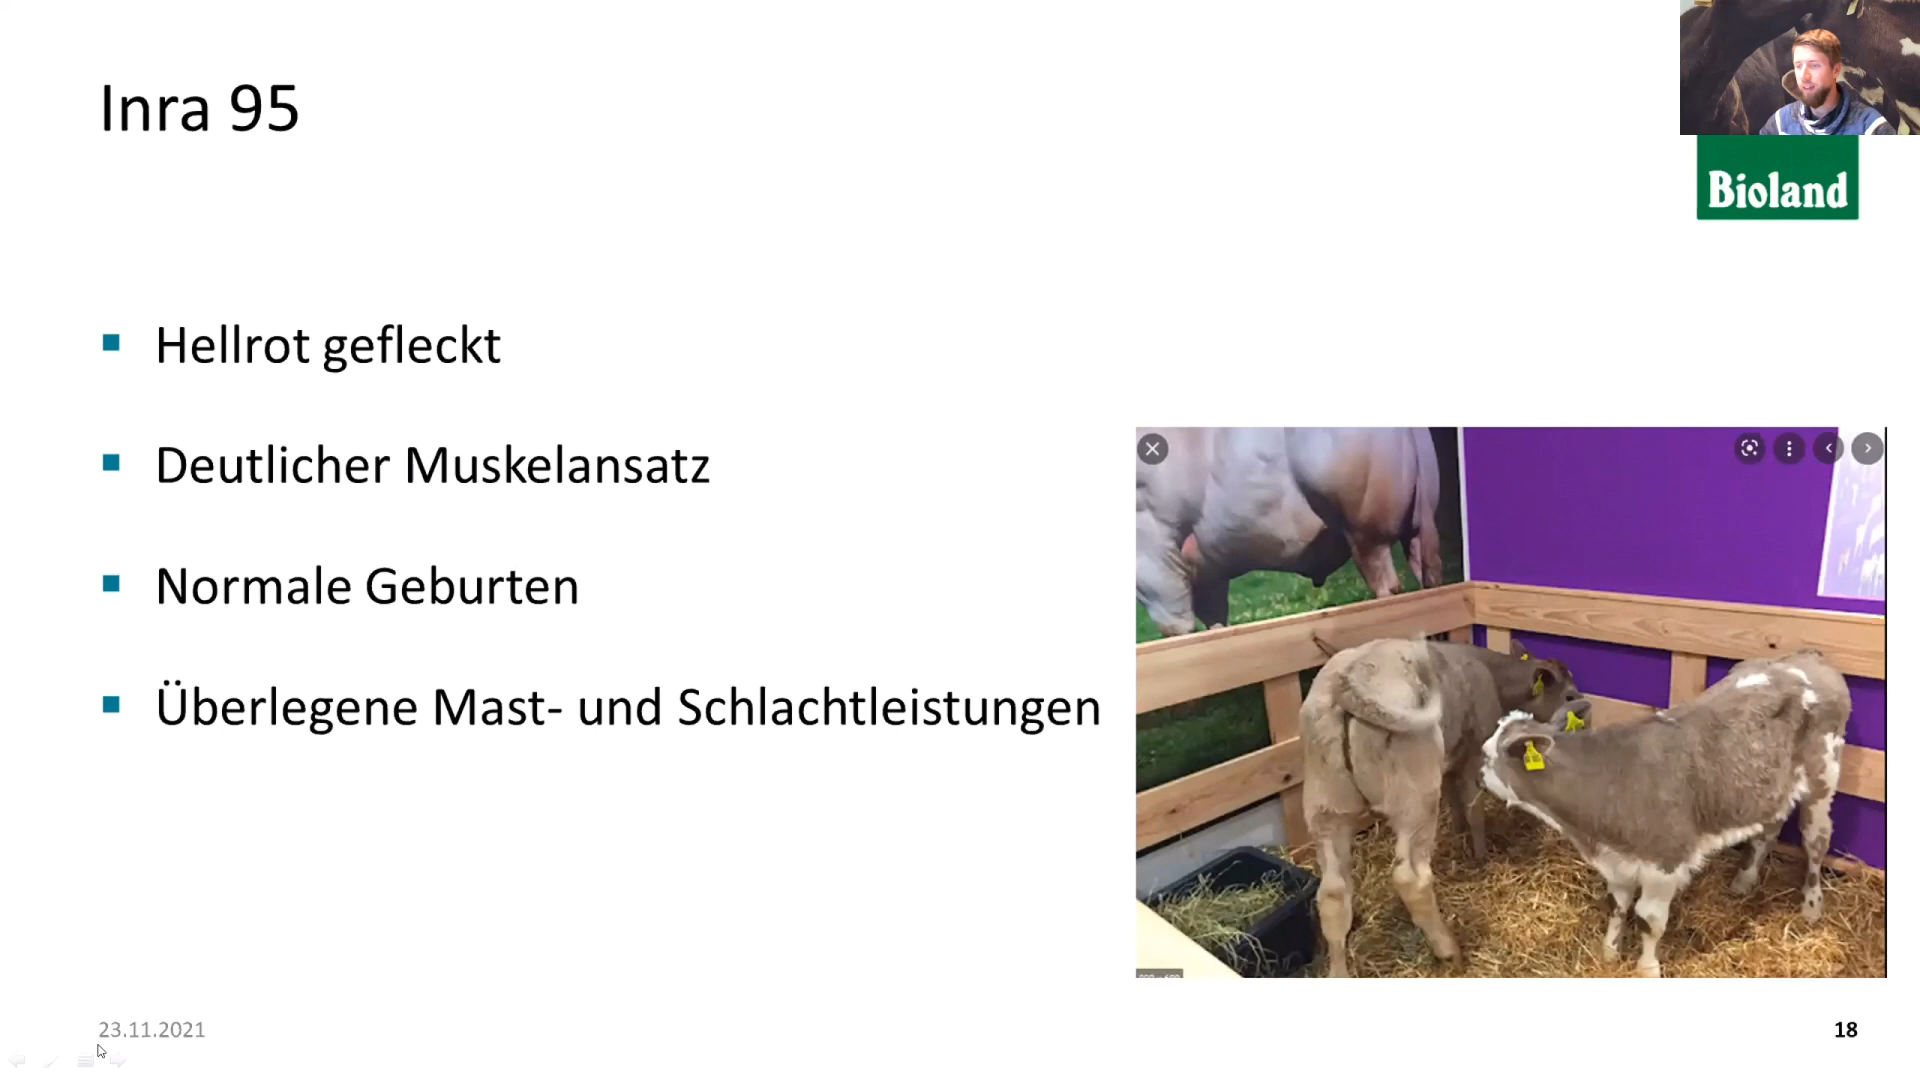 Inra 95
Bioland
Hellrot gefleckt
Deutlicher Muskelansatz
Normale Geburten
Überlegene Mast- und Schlachtleistungen
23.11.2021
18